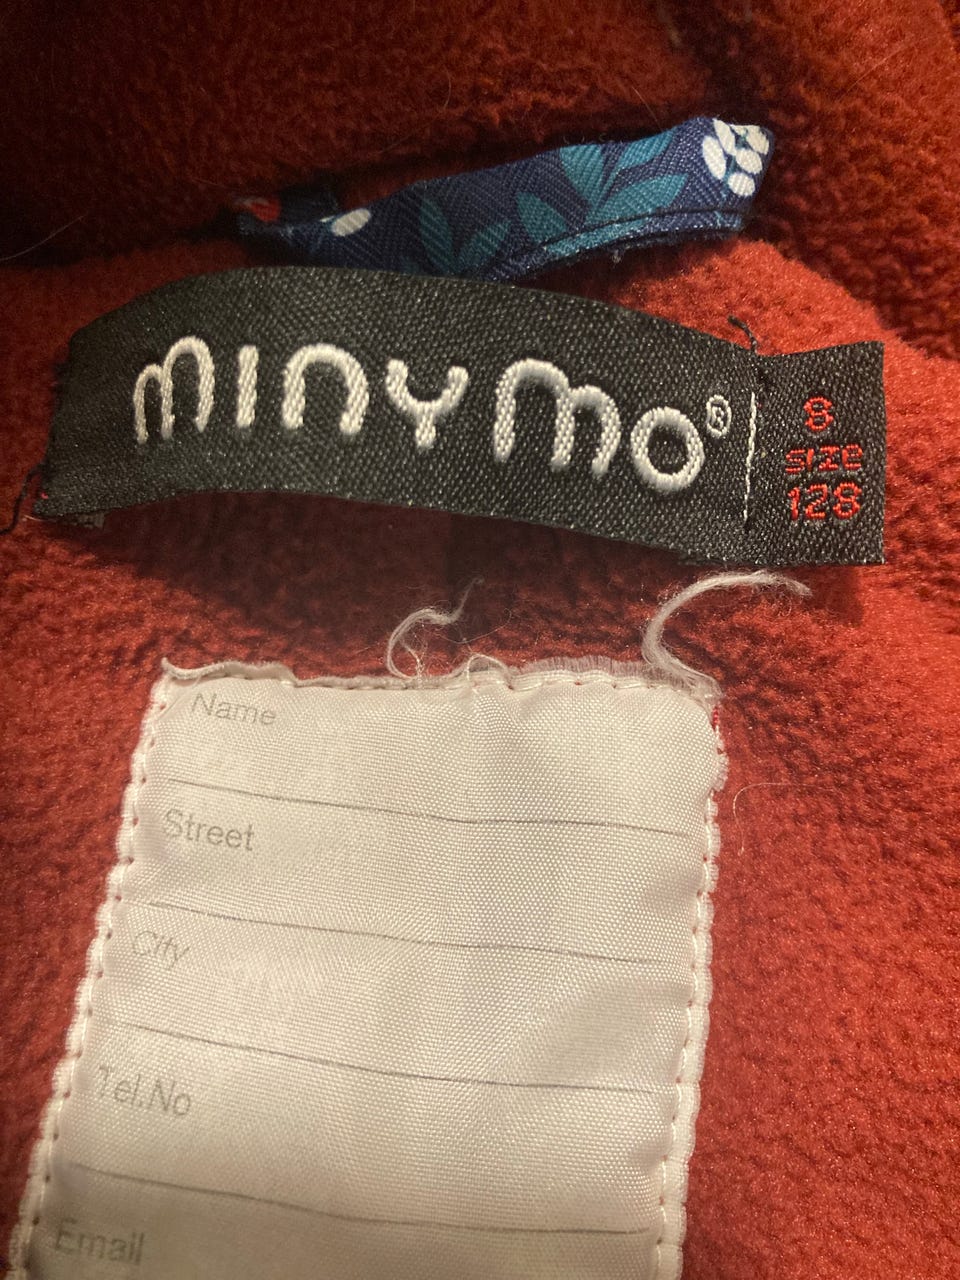 minymo®
8
SIZE
128
Name
Street
City
Tel.No
Email